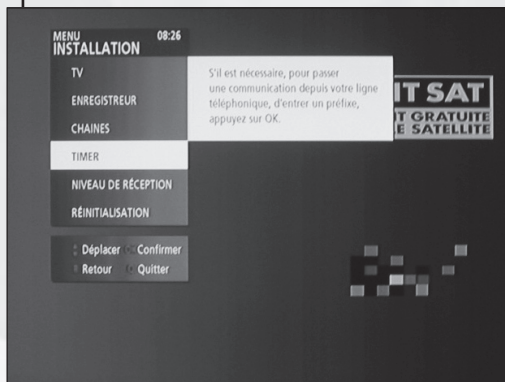 MENU 08:26
INSTALLATION
TV
ENREGISTREUR
CHAINES
TIMER
NIVEAU DE RÉCEPTION
RÉINITIALISATION
Déplacer Confirmer
Retour Quitter
S'il est nécessaire, pour passer
une communication depuis votre ligne
téléphonique, d'entrer un préfixe,
appuyez sur OK.
IT SAT
IT GRATUITE
E SATELLITE